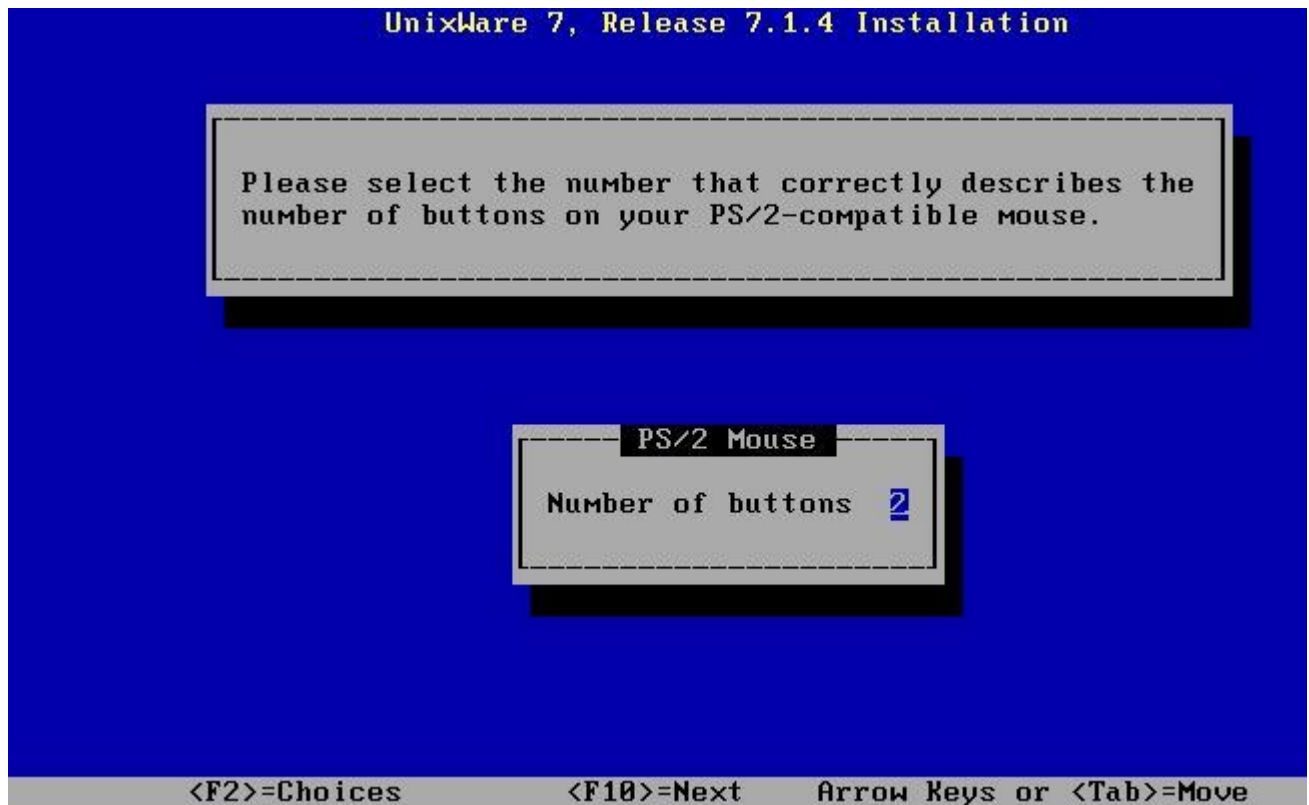 UnixWare 7, Release 7.1.4 Installation
Please select the number that correctly describes the
number of buttons on your PS/2-compatible mouse.
PS/2 Mouse
Number of buttons 2
<F2>=Choices <F10>=Next Arrow Keys or <Tab>=Move